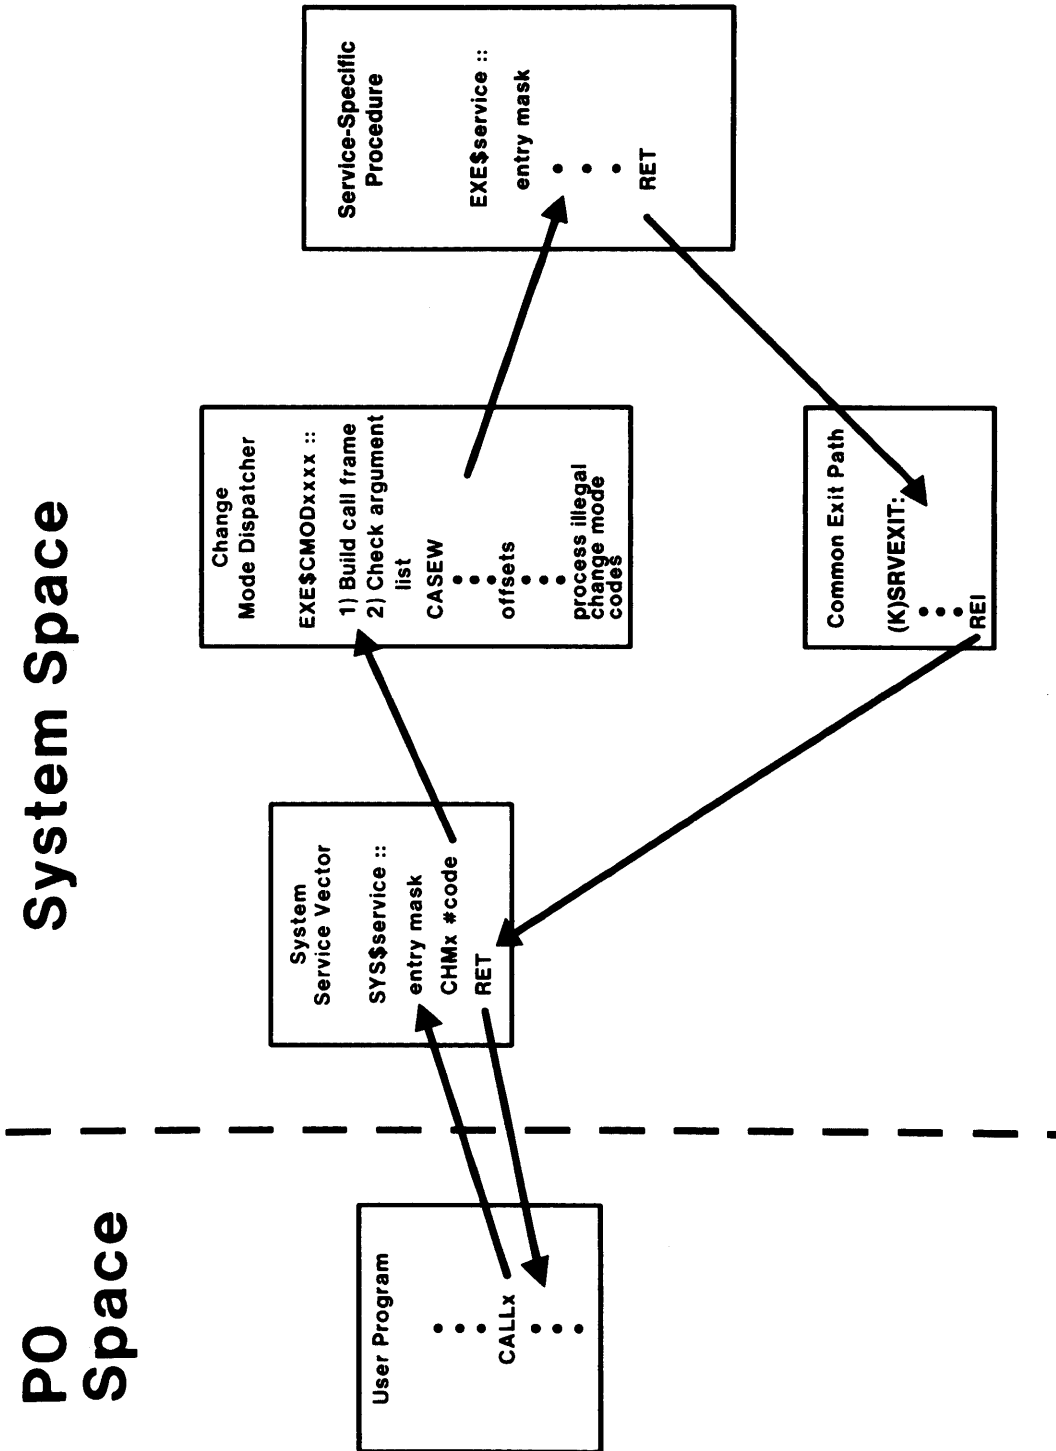 PO
Space
System Space
User Program
CALLx
System
Service Vector
SYS$service ::
entry mask
CHMx #code
RET
Change
Mode Dispatcher
EXE$CMODxxxx ::
1) Build call frame
2) Check argument
list
CASEW
offsets
process illegal
change mode
codes
Service-Specific
Procedure
EXE$service ::
entry mask
RET
Common Exit Path
(K)SRVEXIT:
REI